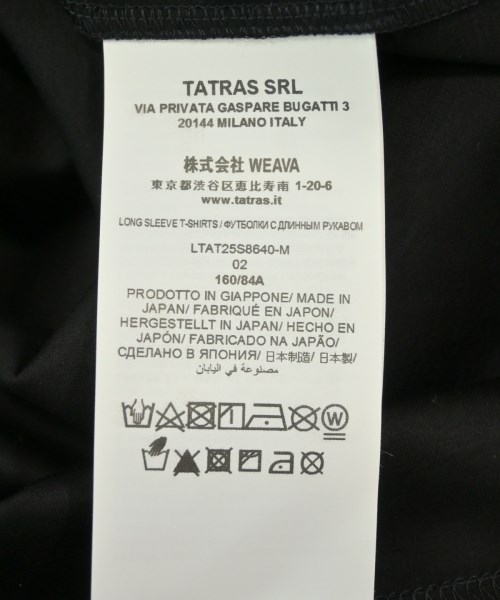 TATRAS SRL
VIA PRIVATA GASPARE BUGATTI 3
20144 MILANO ITALY
株式会社 WEAVA
東京都渋谷区恵比寿南 1-20-6
www.tatras.it
LONG SLEEVE T-SHIRTS / ФУТБОЛКИ С ДЛИННЫМ РУКАВОМ
LTAT25S8640-M
02
160/84A
PRODOTTO IN GIAPPONE/ MADE IN
JAPAN/ FABRIQUÉ EN JAPON/
HERGESTELLT IN JAPAN/ HECHO EN
JAPÓN/ FABRICADO NA JAPÃO/
СДЕЛАНО В ЯПОНИЯ/ 日本制造/ 日本製/
مصنوعة في اليابان
W